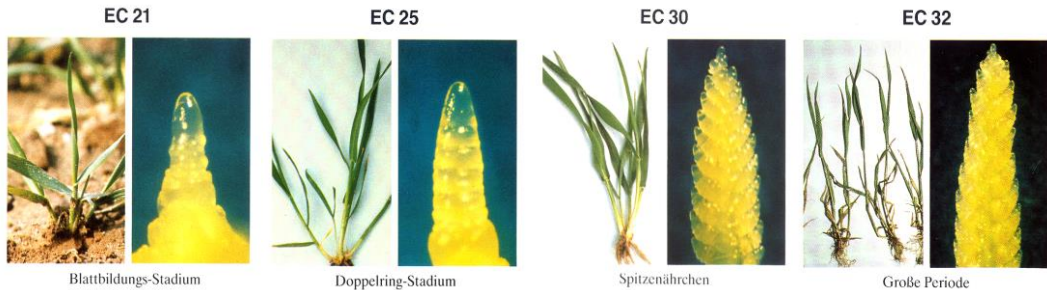 EC 21
EC 25
EC 30
EC 32
Blattbildungs-Stadium
Doppelring-Stadium
Spitzenährchen
Große Periode